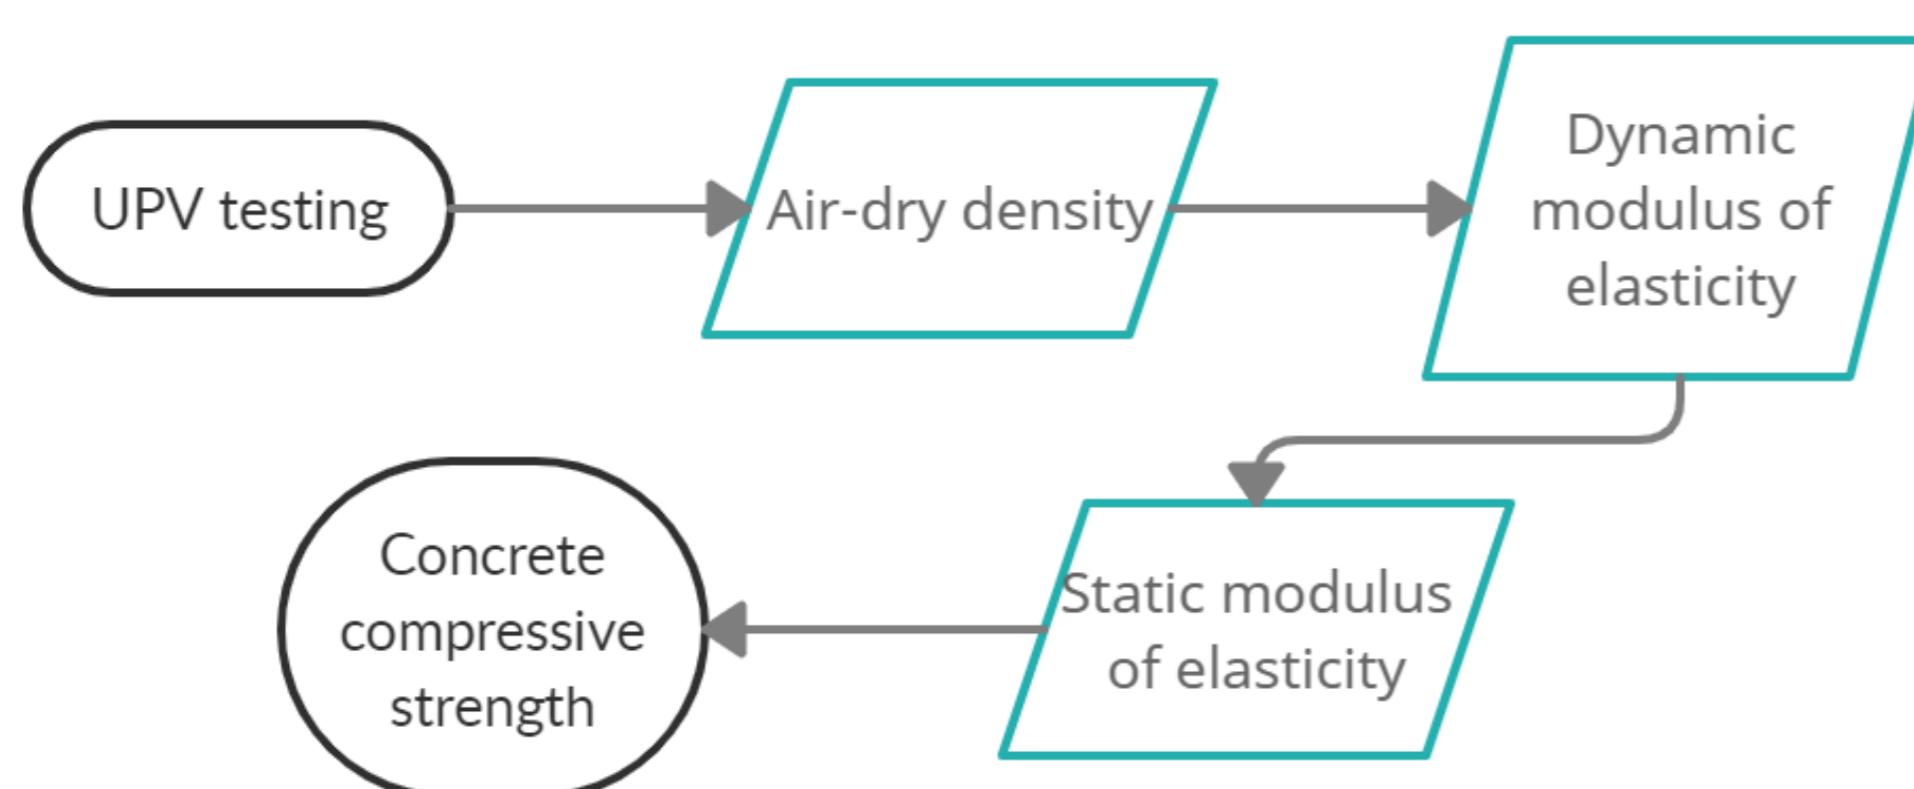 UPV testing
Air-dry density
Dynamic
modulus of
elasticity
Static modulus
of elasticity
Concrete
compressive
strength